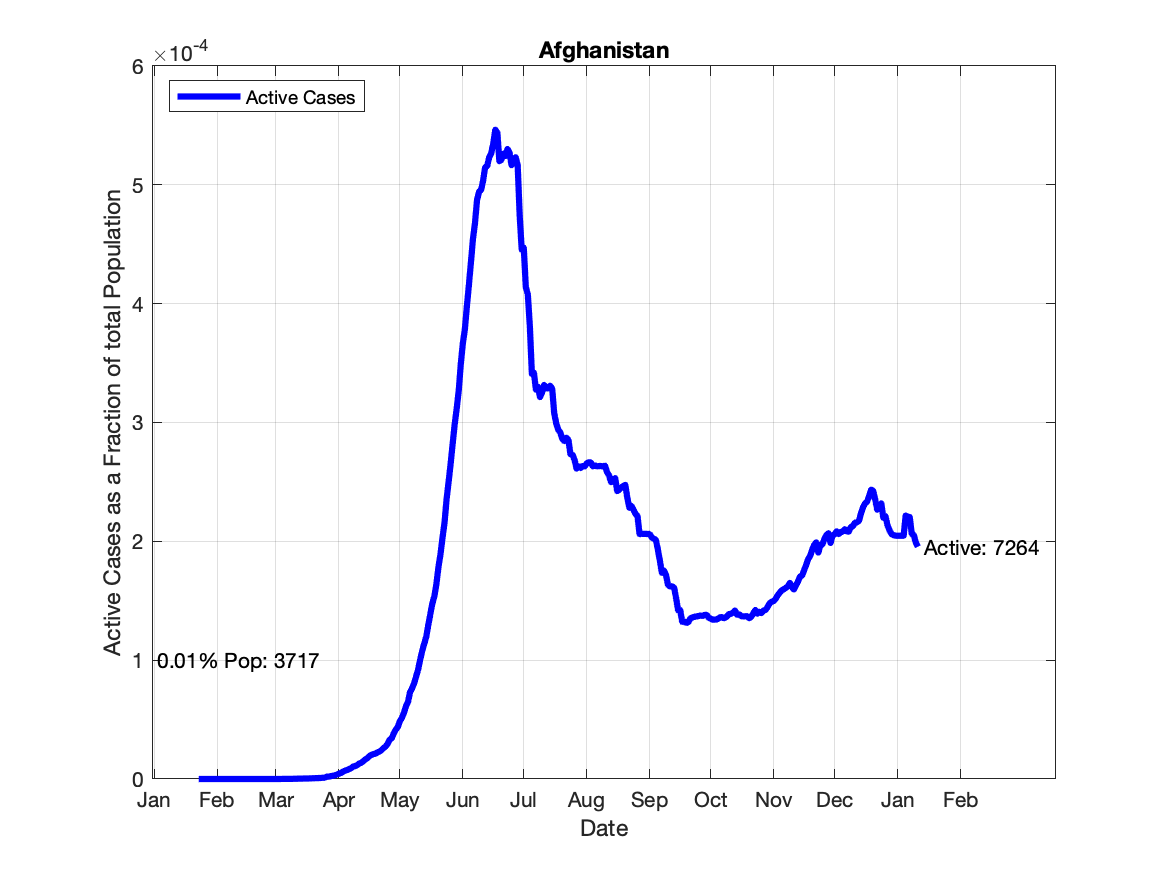 Afghanistan
×10-4
6
5
4
3
2
1
0
Active Cases
Active Cases as a Fraction of total Population
0.01% Pop: 3717
Active: 7264
Jan Feb Mar Apr May Jun Jul Aug Sep Oct Nov Dec Jan Feb
Date